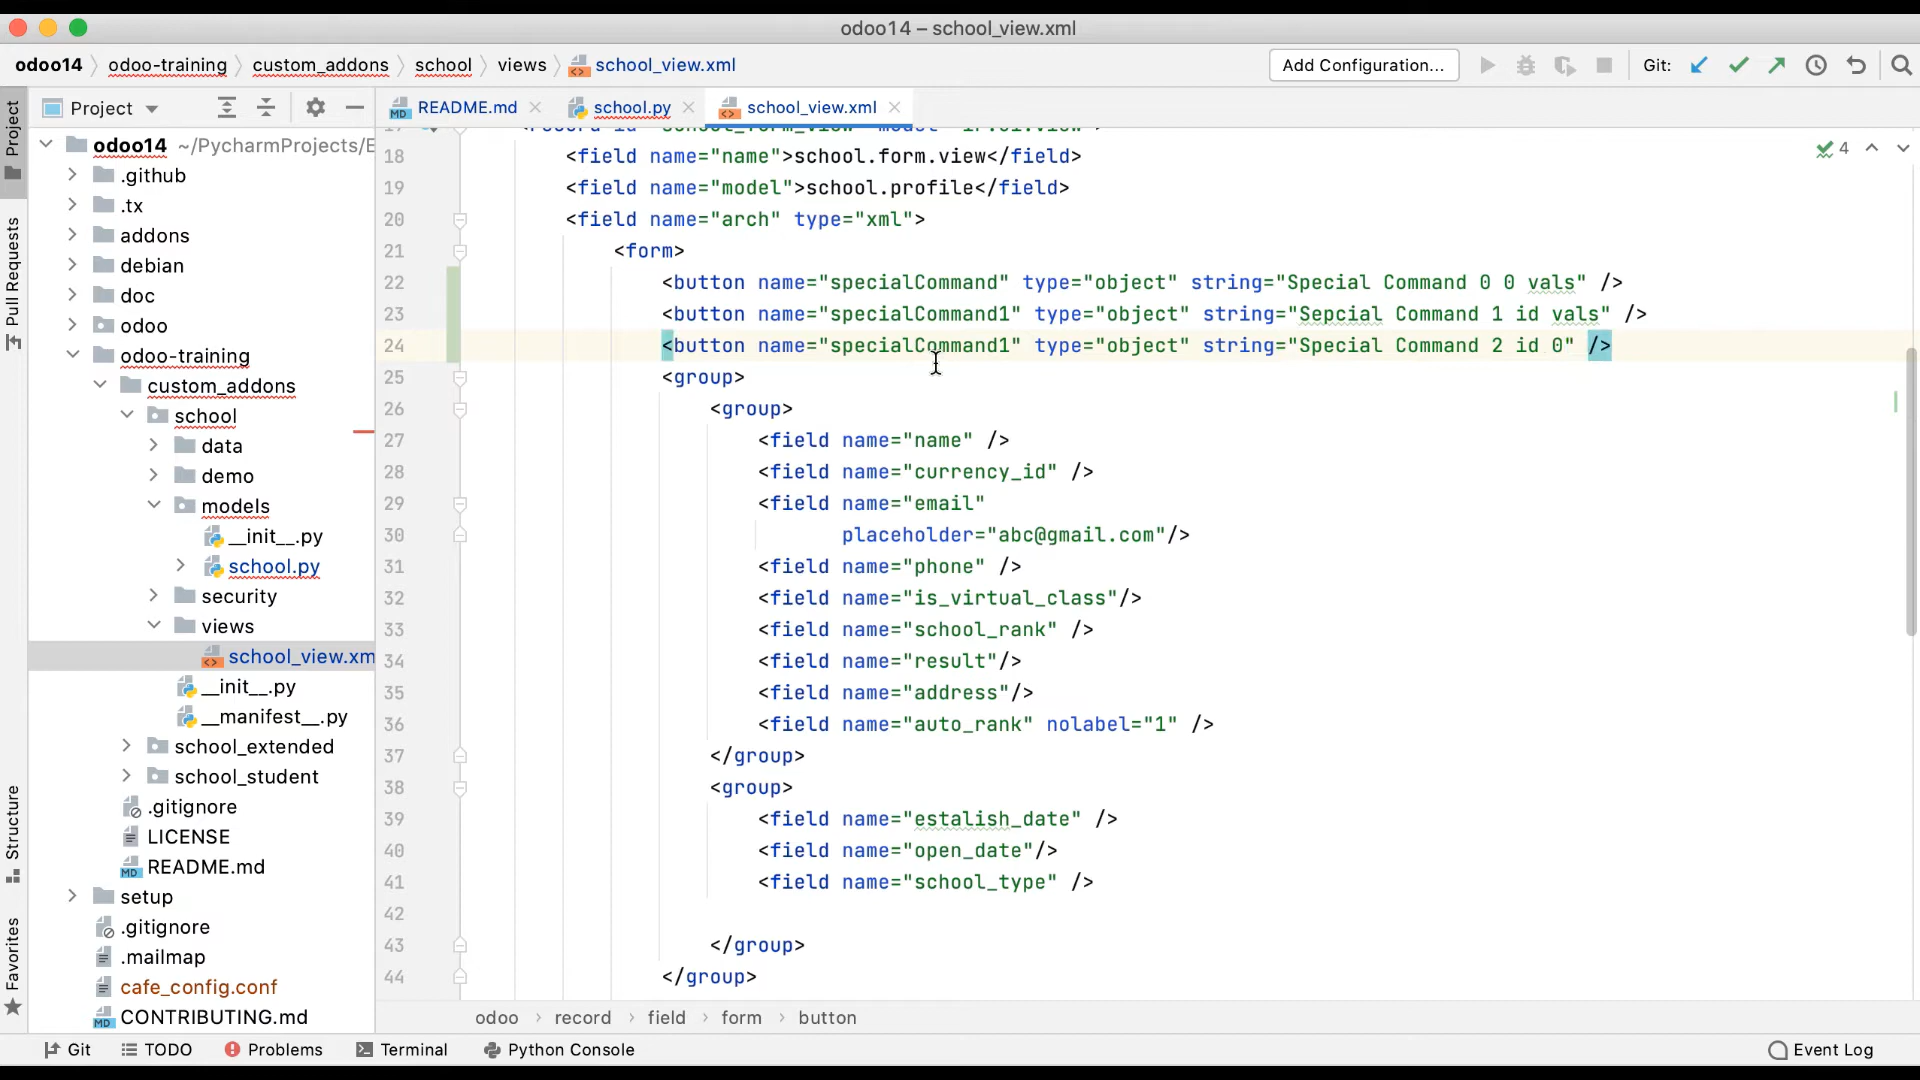 odoo14 – school_view.xml
odoo14 odoo-training custom_addons school views school_view.xml Add Configuration... Git:
Project README.md school.py school_view.xml
Project
Pull Requests
Structure
Favorites
odoo14 ~/PycharmProjects/E
.github
.tx
addons
debian
doc
odoo
odoo-training
custom_addons
school
data
demo
models
__init__.py
school.py
security
views
school_view.xm
__init__.py
__manifest__.py
school_extended
school_student
.gitignore
LICENSE
README.md
setup
.gitignore
.mailmap
cafe_config.conf
CONTRIBUTING.md
4
17 <record id="school_form_view" model="ir.ui.view">
18 <field name="name">school.form.view</field>
19 <field name="model">school.profile</field>
20 <field name="arch" type="xml">
21 <form>
22 <button name="specialCommand" type="object" string="Special Command 0 0 vals" />
23 <button name="specialCommand1" type="object" string="Sepcial Command 1 id vals" />
24 <button name="specialCommand1" type="object" string="Special Command 2 id 0" />
25 <group>
26 <group>
27 <field name="name" />
28 <field name="currency_id" />
29 <field name="email"
30 placeholder="abc@gmail.com"/>
31 <field name="phone" />
32 <field name="is_virtual_class"/>
33 <field name="school_rank" />
34 <field name="result"/>
35 <field name="address"/>
36 <field name="auto_rank" nolabel="1" />
37 </group>
38 <group>
39 <field name="estalish_date" />
40 <field name="open_date"/>
41 <field name="school_type" />
42
43 </group>
44 </group>
odoo record field form button
Git TODO Problems Terminal Python Console Event Log